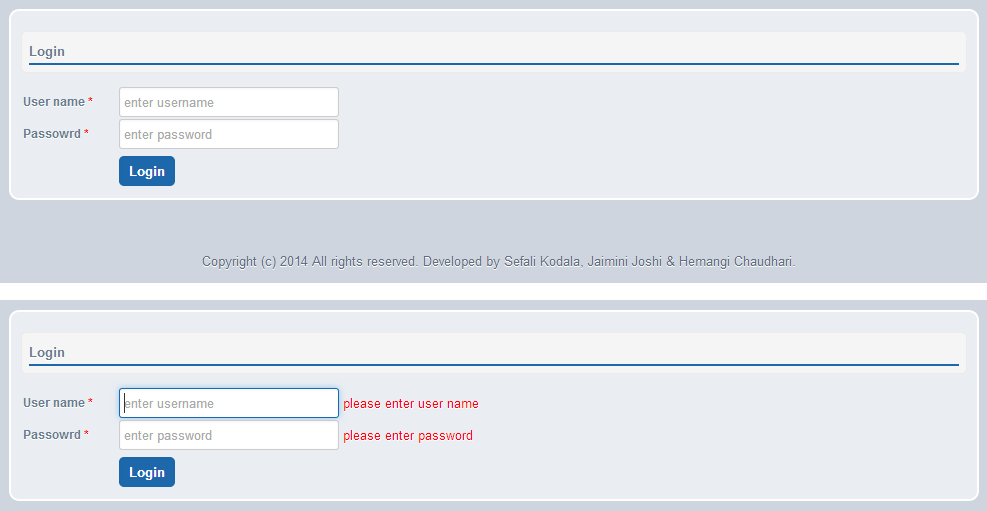 Login
User name * enter username
Passowrd * enter password
Login
Copyright (c) 2014 All rights reserved. Developed by Sefali Kodala, Jaimini Joshi & Hemangi Chaudhari.
Login
User name * enter username please enter user name
Passowrd * enter password please enter password
Login